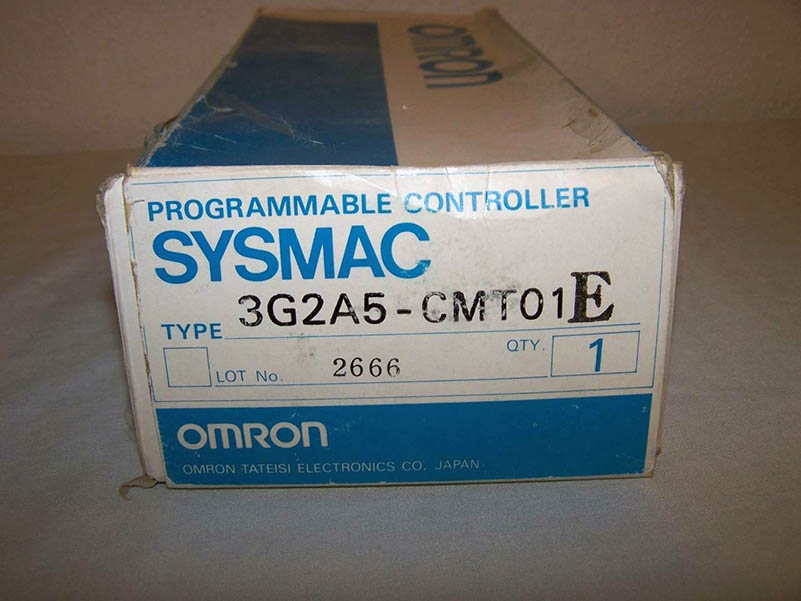 OMRON
PROGRAMMABLE CONTROLLER
SYSMAC
TYPE 3G2A5-CMT01E
LOT No. 2666 QTY. 1
OMRON
OMRON TATEISI ELECTRONICS CO. JAPAN